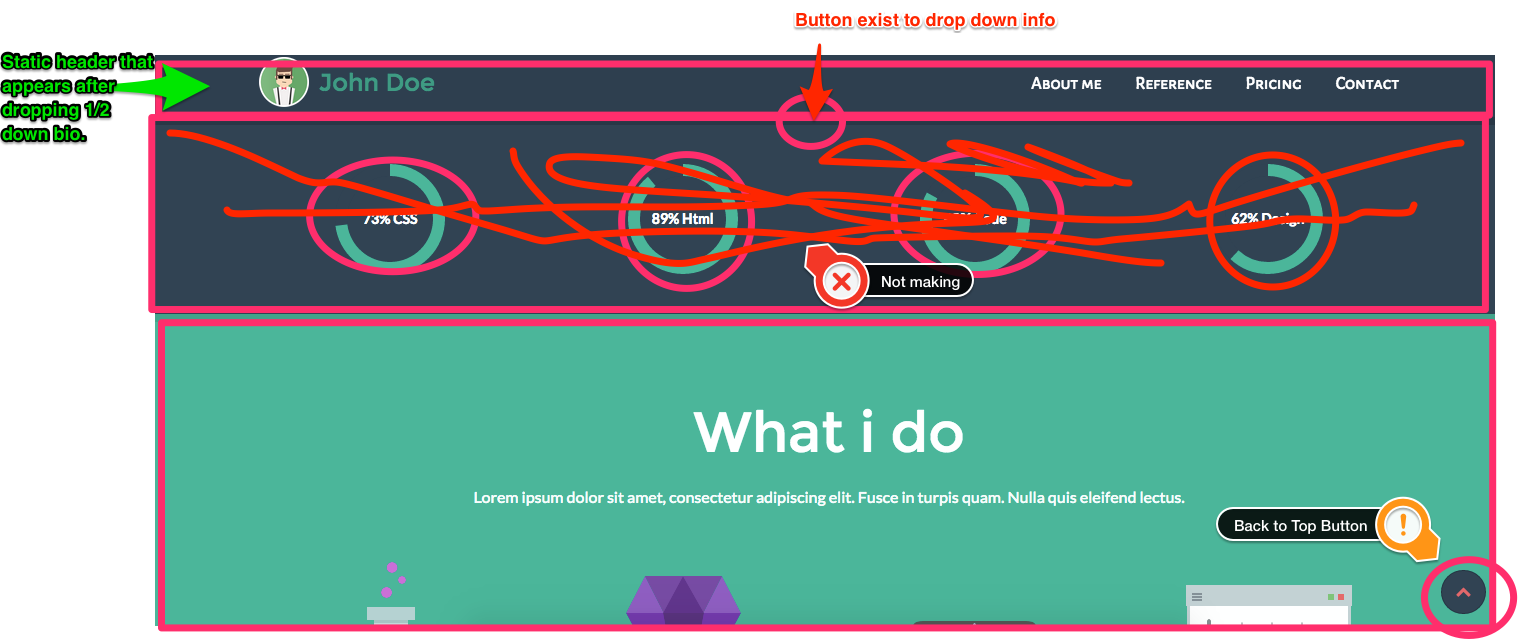 Button exist to drop down info
Static header that
appears after
dropping 1/2
down bio.
John Doe
About me Reference Pricing Contact
73% CSS
89% Html
62% Design
Not making
What i do
Lorem ipsum dolor sit amet, consectetur adipiscing elit. Fusce in turpis quam. Nulla quis eleifend lectus.
Back to Top Button